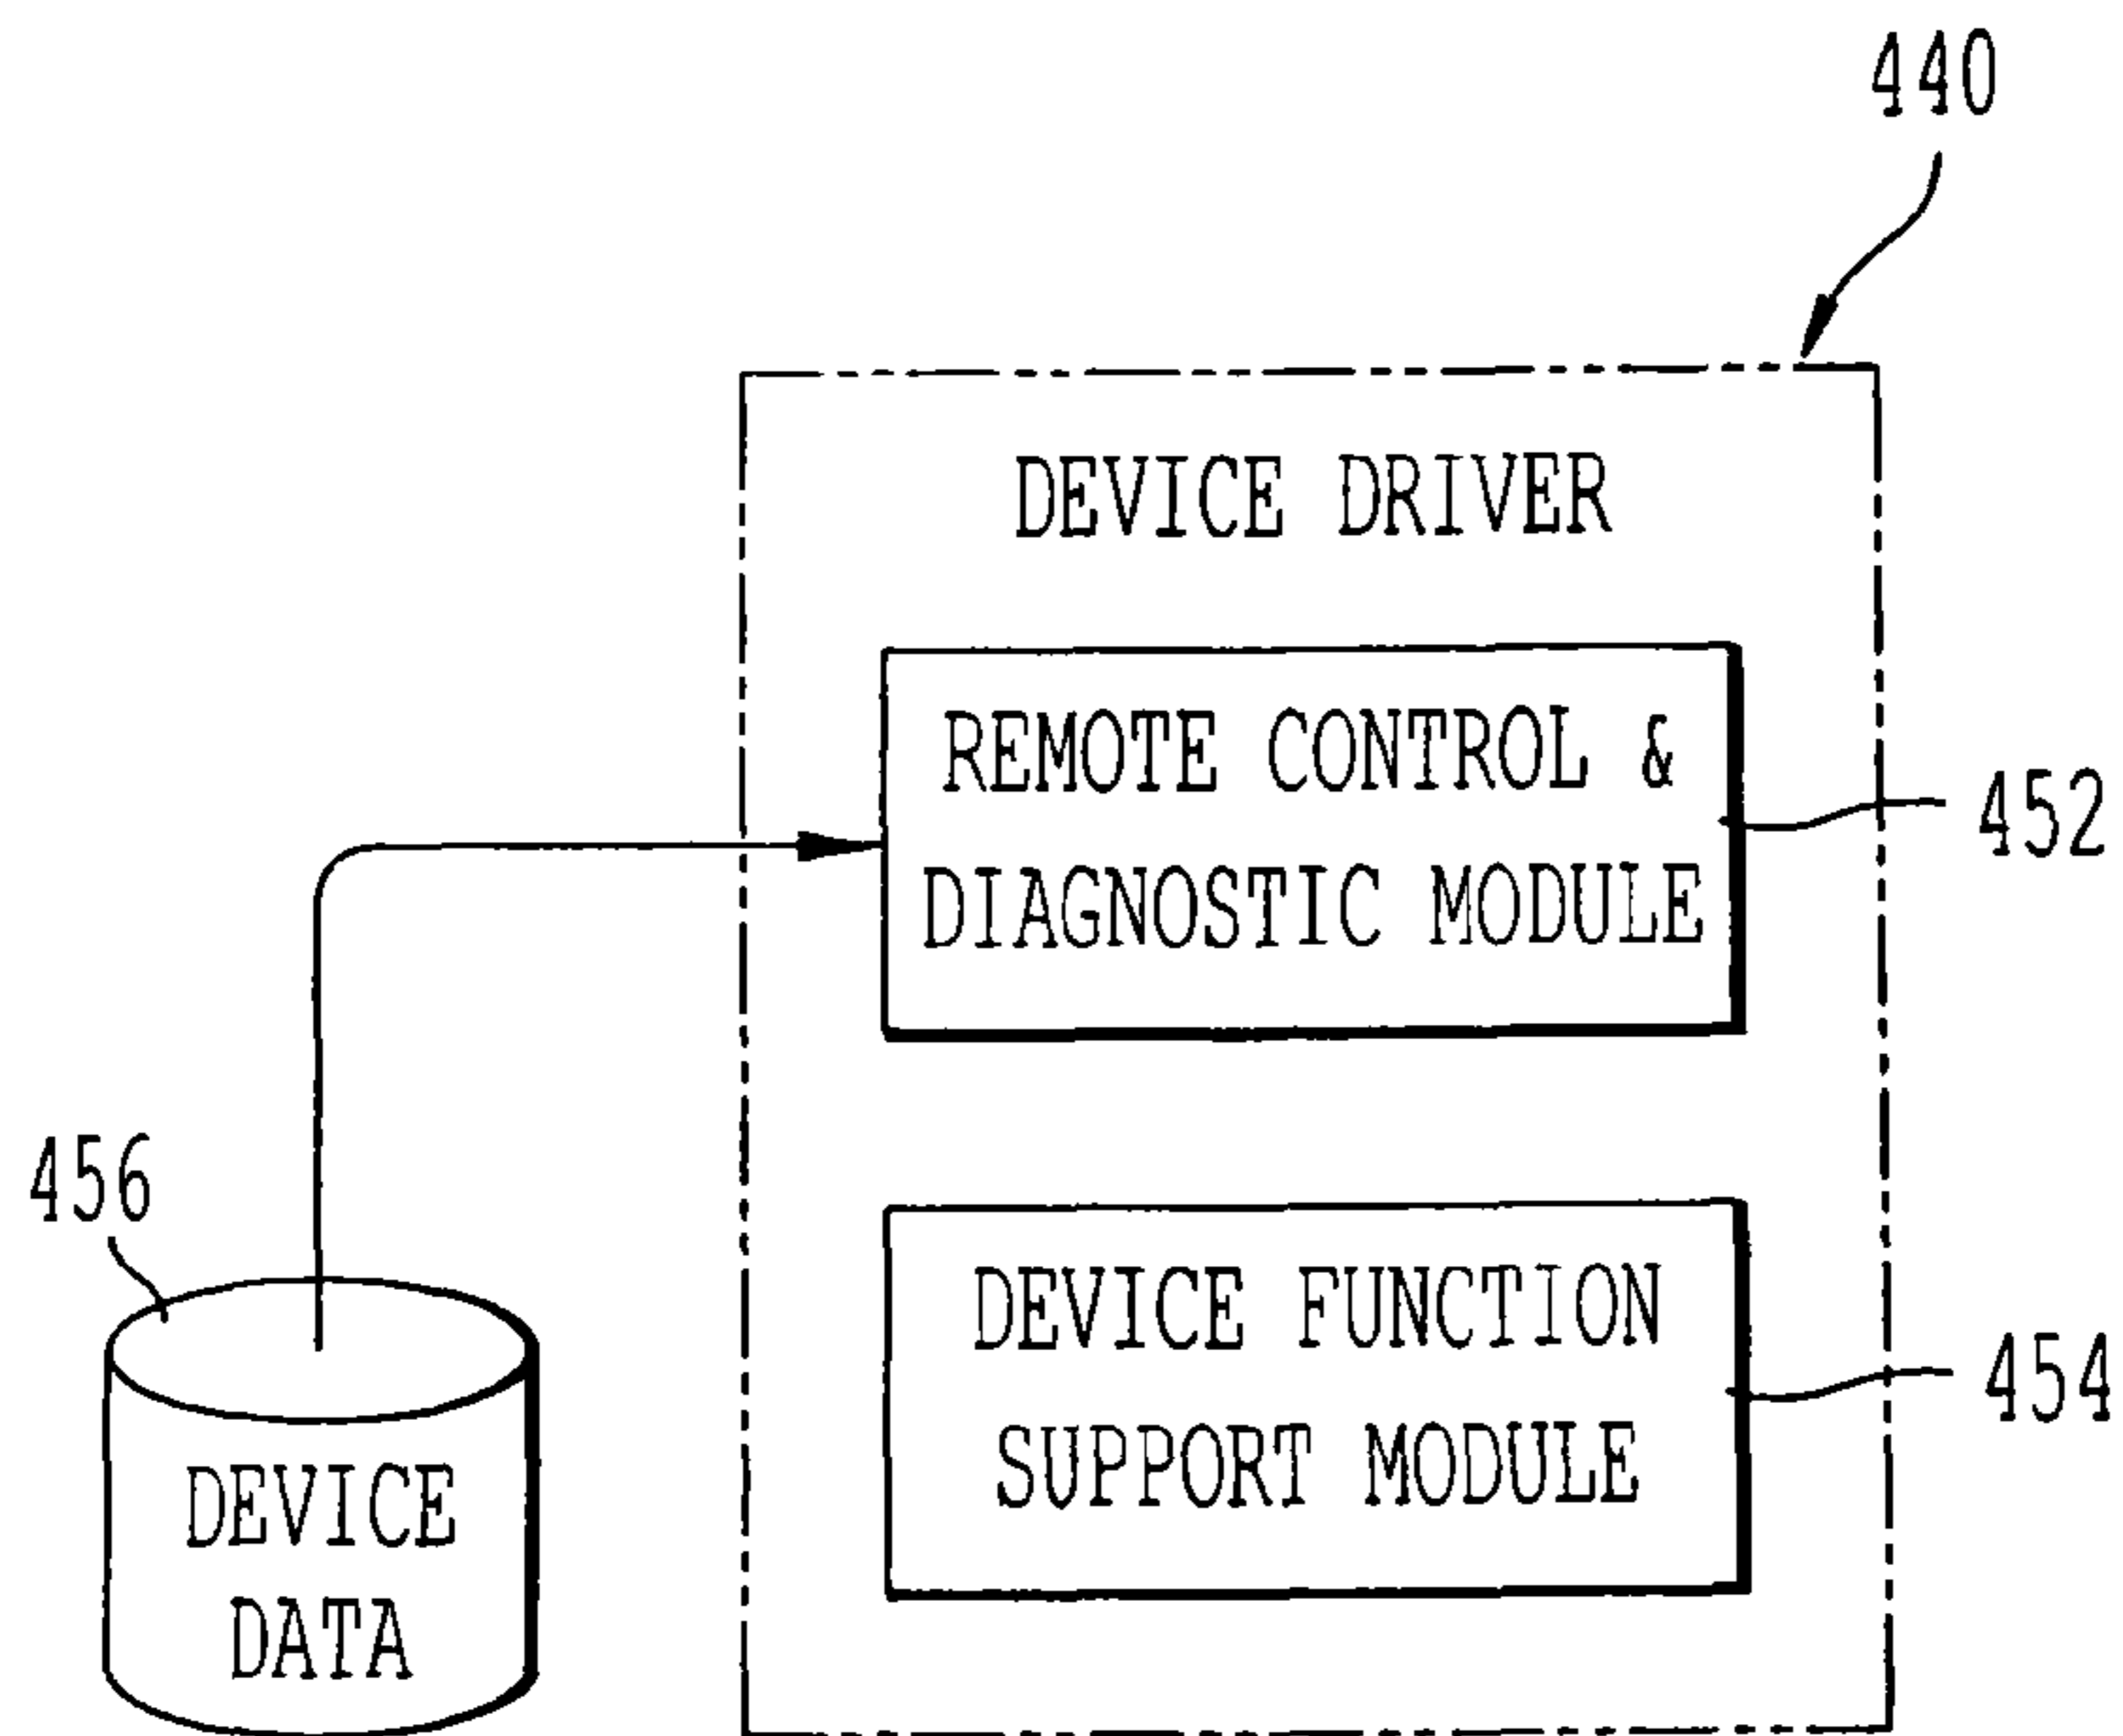 440
DEVICE DRIVER
REMOTE CONTROL &
DIAGNOSTIC MODULE
452
456
DEVICE FUNCTION
SUPPORT MODULE
454
DEVICE
DATA